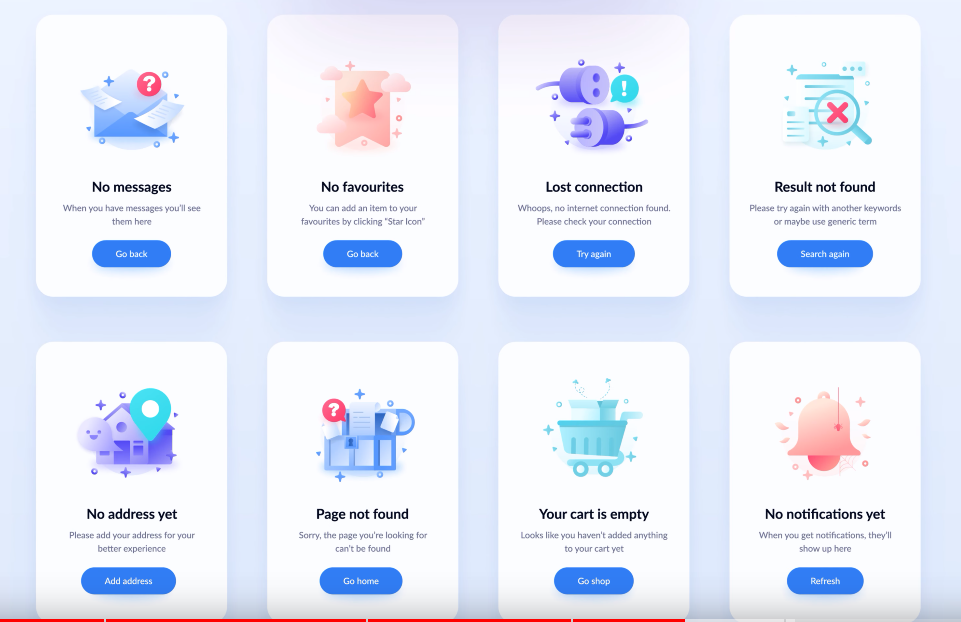 No messages
When you have messages you'll see
them here
Go back
No favourites
You can add an item to your
favourites by clicking "Star Icon"
Go back
Lost connection
Whoops, no internet connection found.
Please check your connection
Try again
Result not found
Please try again with another keywords
or maybe use generic term
Search again
No address yet
Please add your address for your
better experience
Add address
Page not found
Sorry, the page you're looking for
can't be found
Go home
Your cart is empty
Looks like you haven't added anything
to your cart yet
Go shop
No notifications yet
When you get notifications, they'll
show up here
Refresh